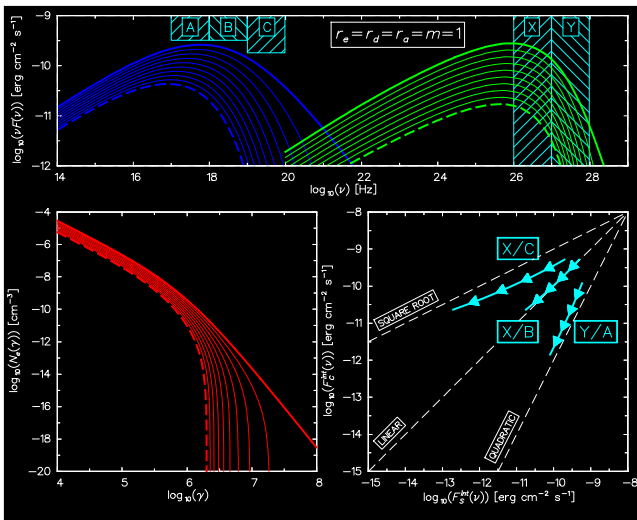 A B C
X Y
r_e=r_d=r_a=m=1
log₁₀(νF(ν)) [erg cm⁻² s⁻¹]
−9
−10
−11
−12
14 16 18 20 22 24 26 28
log₁₀(ν) [Hz]
log₁₀(Nₑ(γ)) [cm⁻³]
−4
−6
−8
−10
−12
−14
−16
−18
−20
4 5 6 7 8
log₁₀(γ)
log₁₀(F_C^Int(ν)) [erg cm⁻² s⁻¹]
−8
−9
−10
−11
−12
−13
−14
−15
X/C
SQUARE ROOT
X/B
Y/A
LINEAR
QUADRATIC
−15 −14 −13 −12 −11 −10 −9 −8
log₁₀(F_S^Int(ν)) [erg cm⁻² s⁻¹]